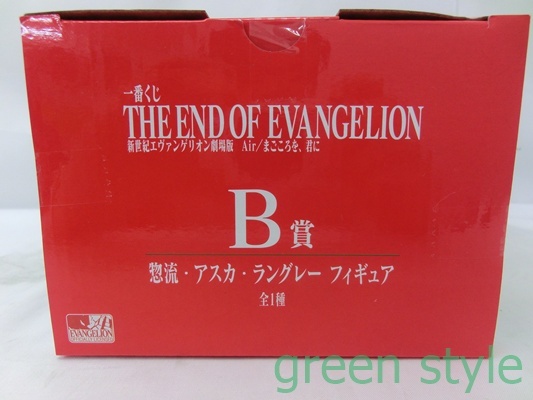 一番くじ
THE END OF EVANGELION
新世紀エヴァンゲリオン劇場版 Air/まごころを、君に
B賞
惣流・アスカ・ラングレー フィギュア
全1種
EVANGELION
green style